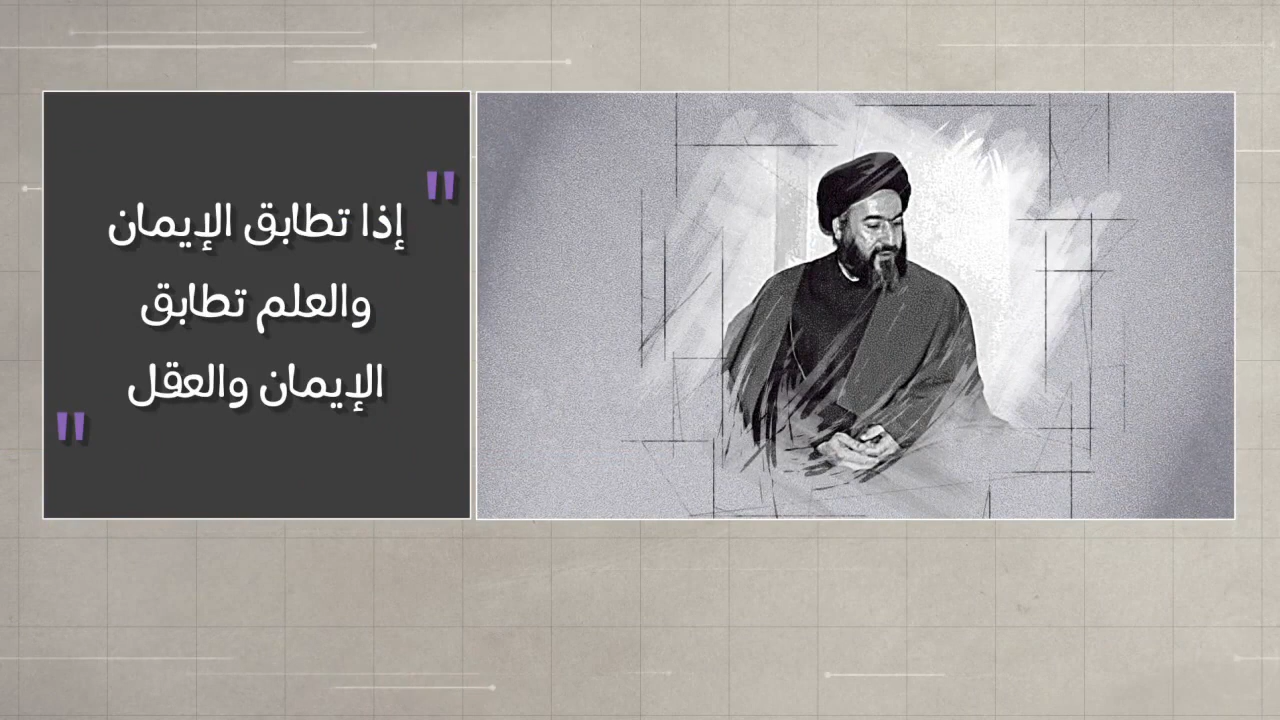 "إذا تطابق الإيمان
والعلم تطابق
الإيمان والعقل"